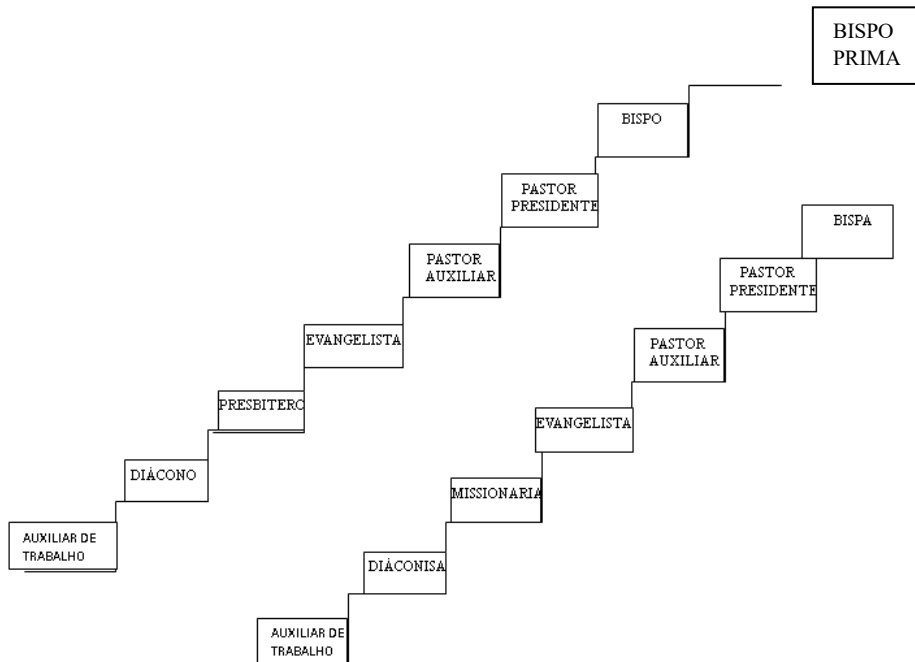 BISPO
PRIMA
BISPO
PASTOR
PRESIDENTE
BISPA
PASTOR
AUXILIAR
PASTOR
PRESIDENTE
EVANGELISTA
PASTOR
AUXILIAR
PRESBITERO
EVANGELISTA
DIÁCONO
MISSIONARIA
AUXILIAR DE
TRABALHO
DIÁCONISA
AUXILIAR DE
TRABALHO